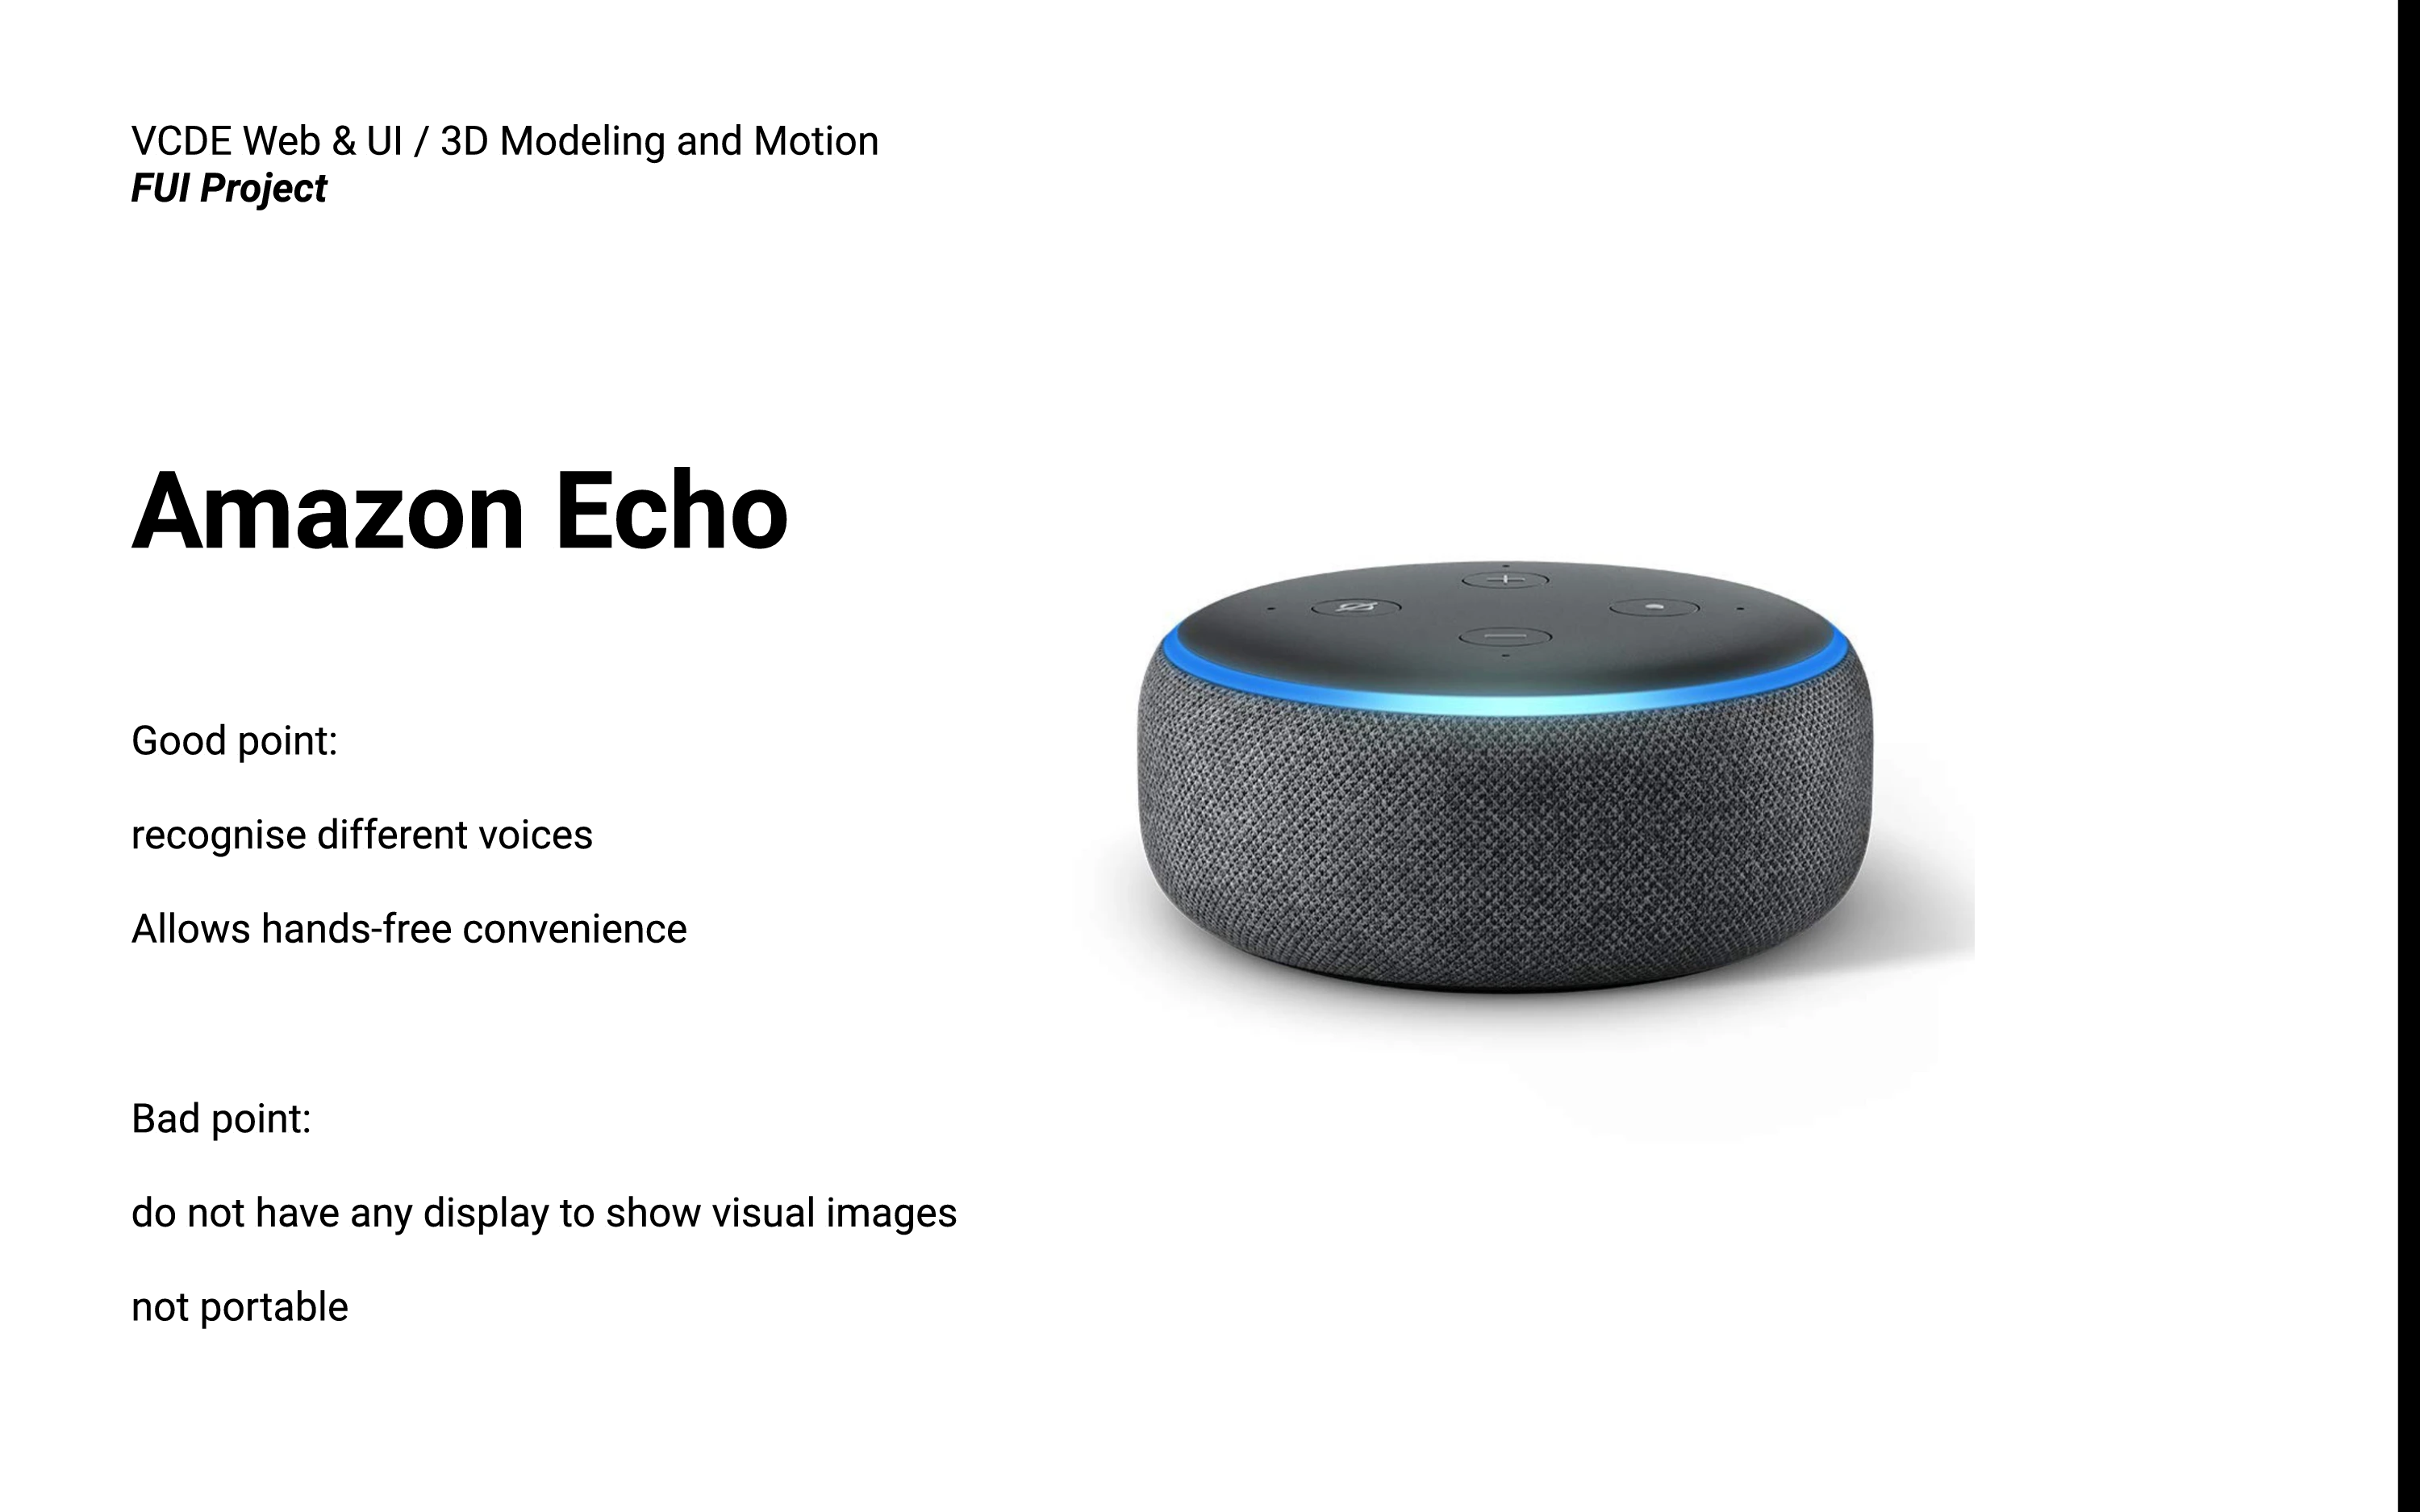 VCDE Web & UI / 3D Modeling and Motion
FUI Project
Amazon Echo
Good point:
recognise different voices
Allows hands-free convenience
Bad point:
do not have any display to show visual images
not portable